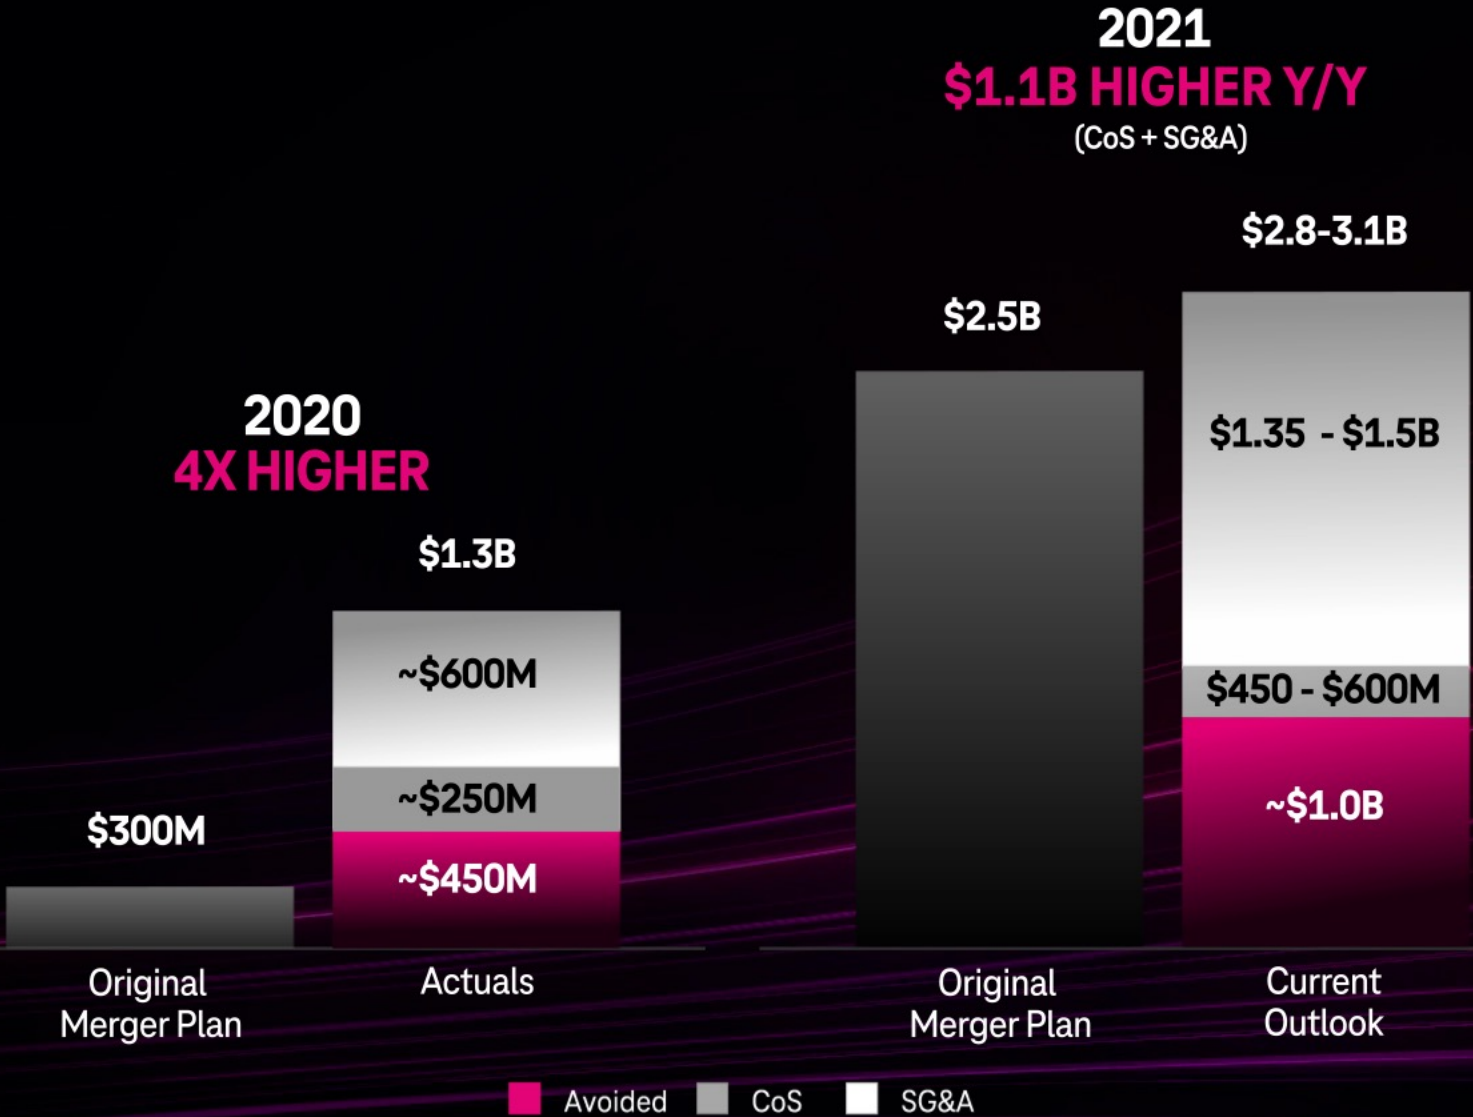 2021
$1.1B HIGHER Y/Y
(CoS + SG&A)
$2.8-3.1B
$2.5B
$1.35 - $1.5B
$450 - $600M
~$1.0B
2020
4X HIGHER
$1.3B
~$600M
~$250M
~$450M
$300M
Original
Merger Plan
Actuals
Original
Merger Plan
Current
Outlook
Avoided
CoS
SG&A